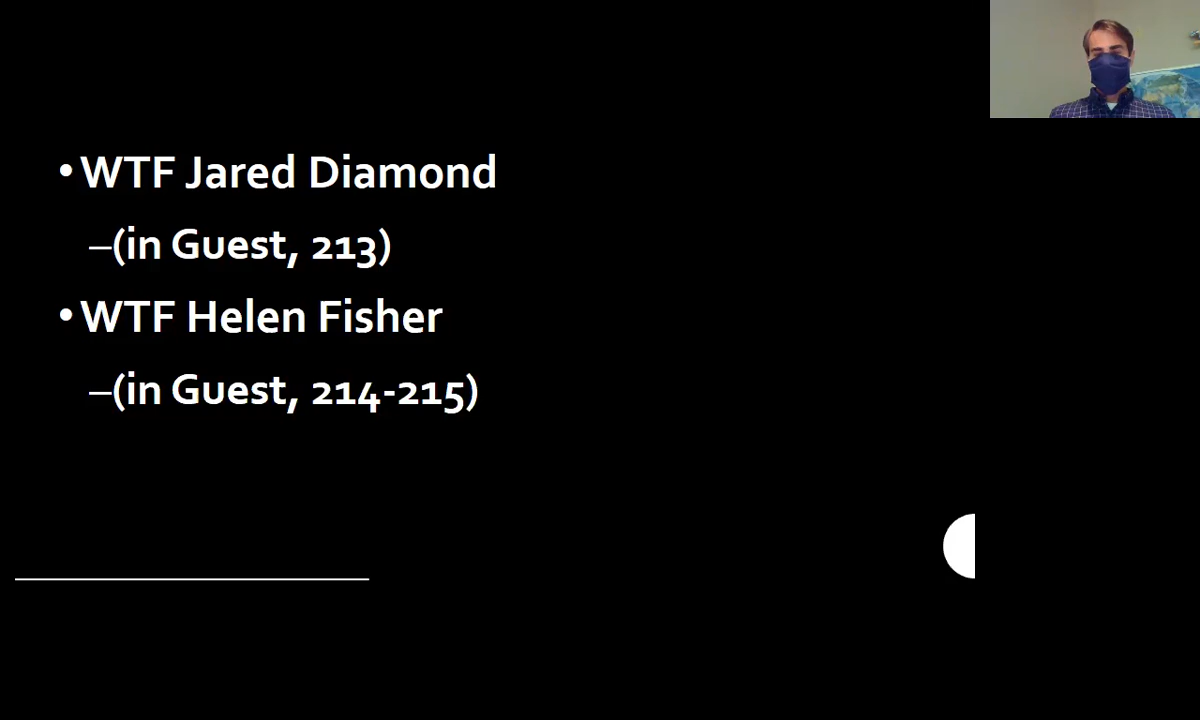 • WTF Jared Diamond
–(in Guest, 213)
• WTF Helen Fisher
–(in Guest, 214-215)